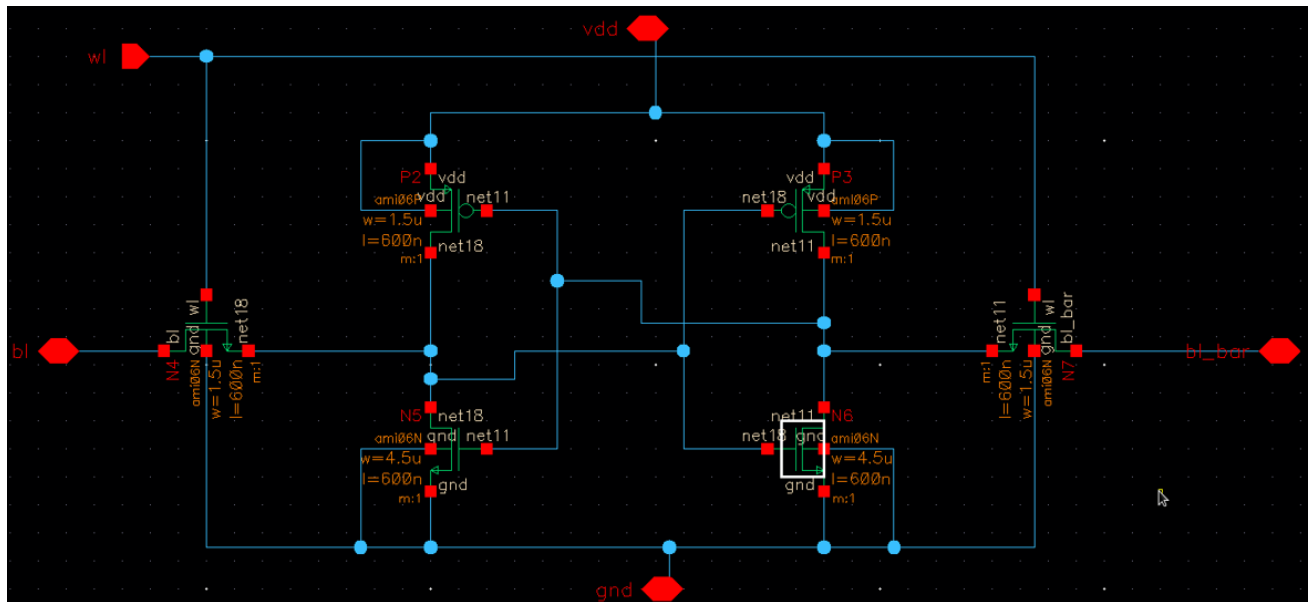 vdd
wl
P2
vdd
vdd
net11
ami06P
w=1.5u
l=600n
m:1
net18
vdd
P3
net18
vdd
ami06P
w=1.5u
l=600n
m:1
net11
bl
bl
wl
gnd
net18
N4
ami06N
w=1.5u
l=600n
m:1
net11
wl
gnd
bl_bar
bl_bar
m:1
l=600n
w=1.5u
ami06N
N7
N5
net18
ami06N
gnd
net11
w=4.5u
l=600n
gnd
m:1
net11
N6
net18
gnd
ami06N
w=4.5u
l=600n
gnd
m:1
gnd